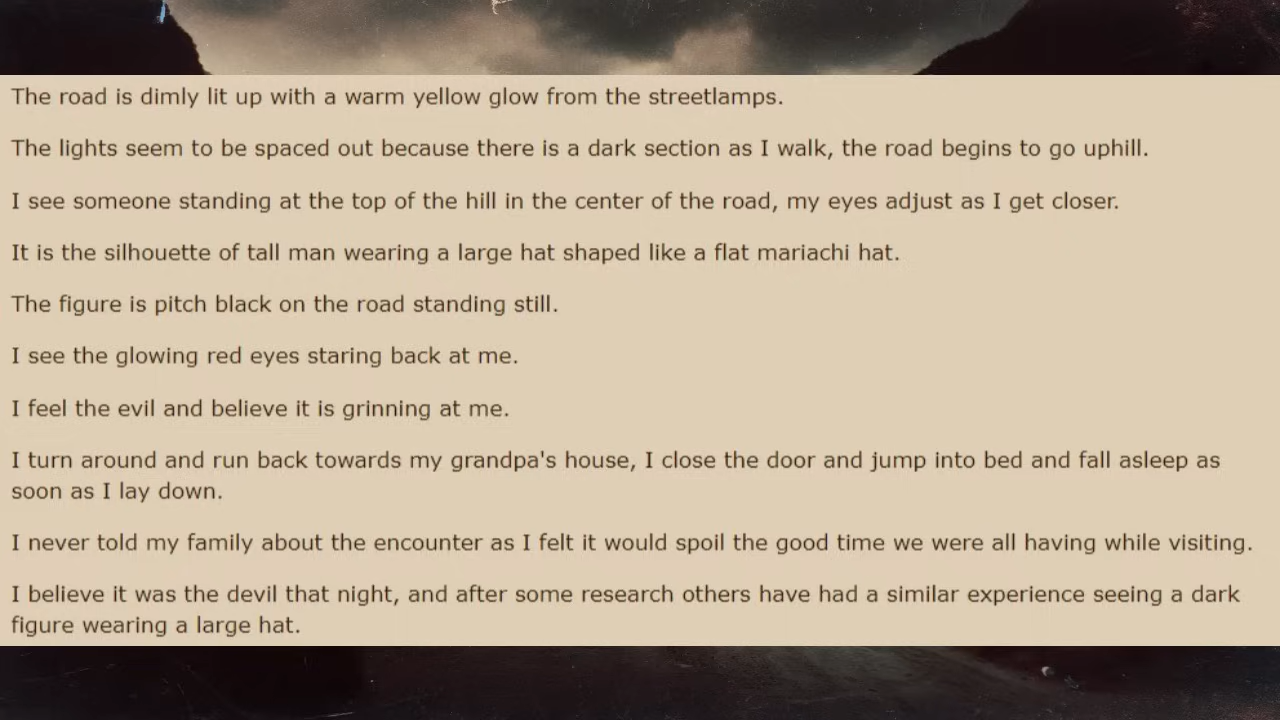 The road is dimly lit up with a warm yellow glow from the streetlamps.
The lights seem to be spaced out because there is a dark section as I walk, the road begins to go uphill.
I see someone standing at the top of the hill in the center of the road, my eyes adjust as I get closer.
It is the silhouette of tall man wearing a large hat shaped like a flat mariachi hat.
The figure is pitch black on the road standing still.
I see the glowing red eyes staring back at me.
I feel the evil and believe it is grinning at me.
I turn around and run back towards my grandpa's house, I close the door and jump into bed and fall asleep as
soon as I lay down.
I never told my family about the encounter as I felt it would spoil the good time we were all having while visiting.
I believe it was the devil that night, and after some research others have had a similar experience seeing a dark
figure wearing a large hat.